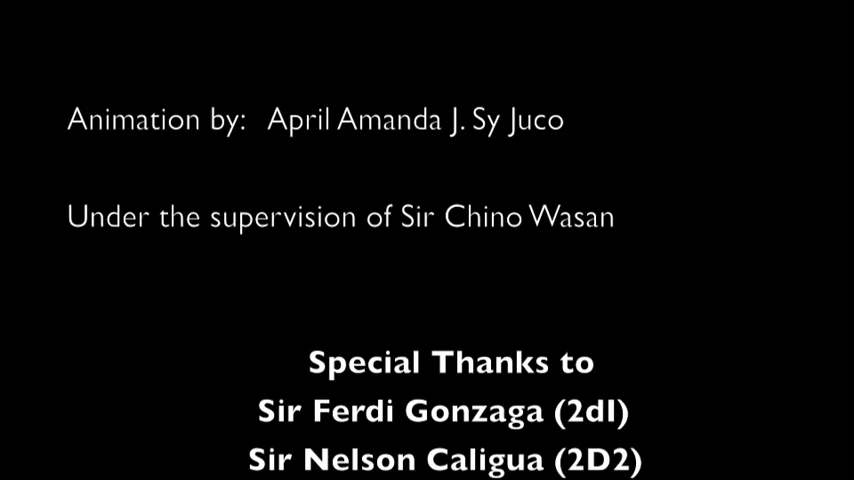 Animation by: April Amanda J. Sy Juco
Under the supervision of Sir Chino Wasan
Special Thanks to
Sir Ferdi Gonzaga (2dI)
Sir Nelson Caligua (2D2)